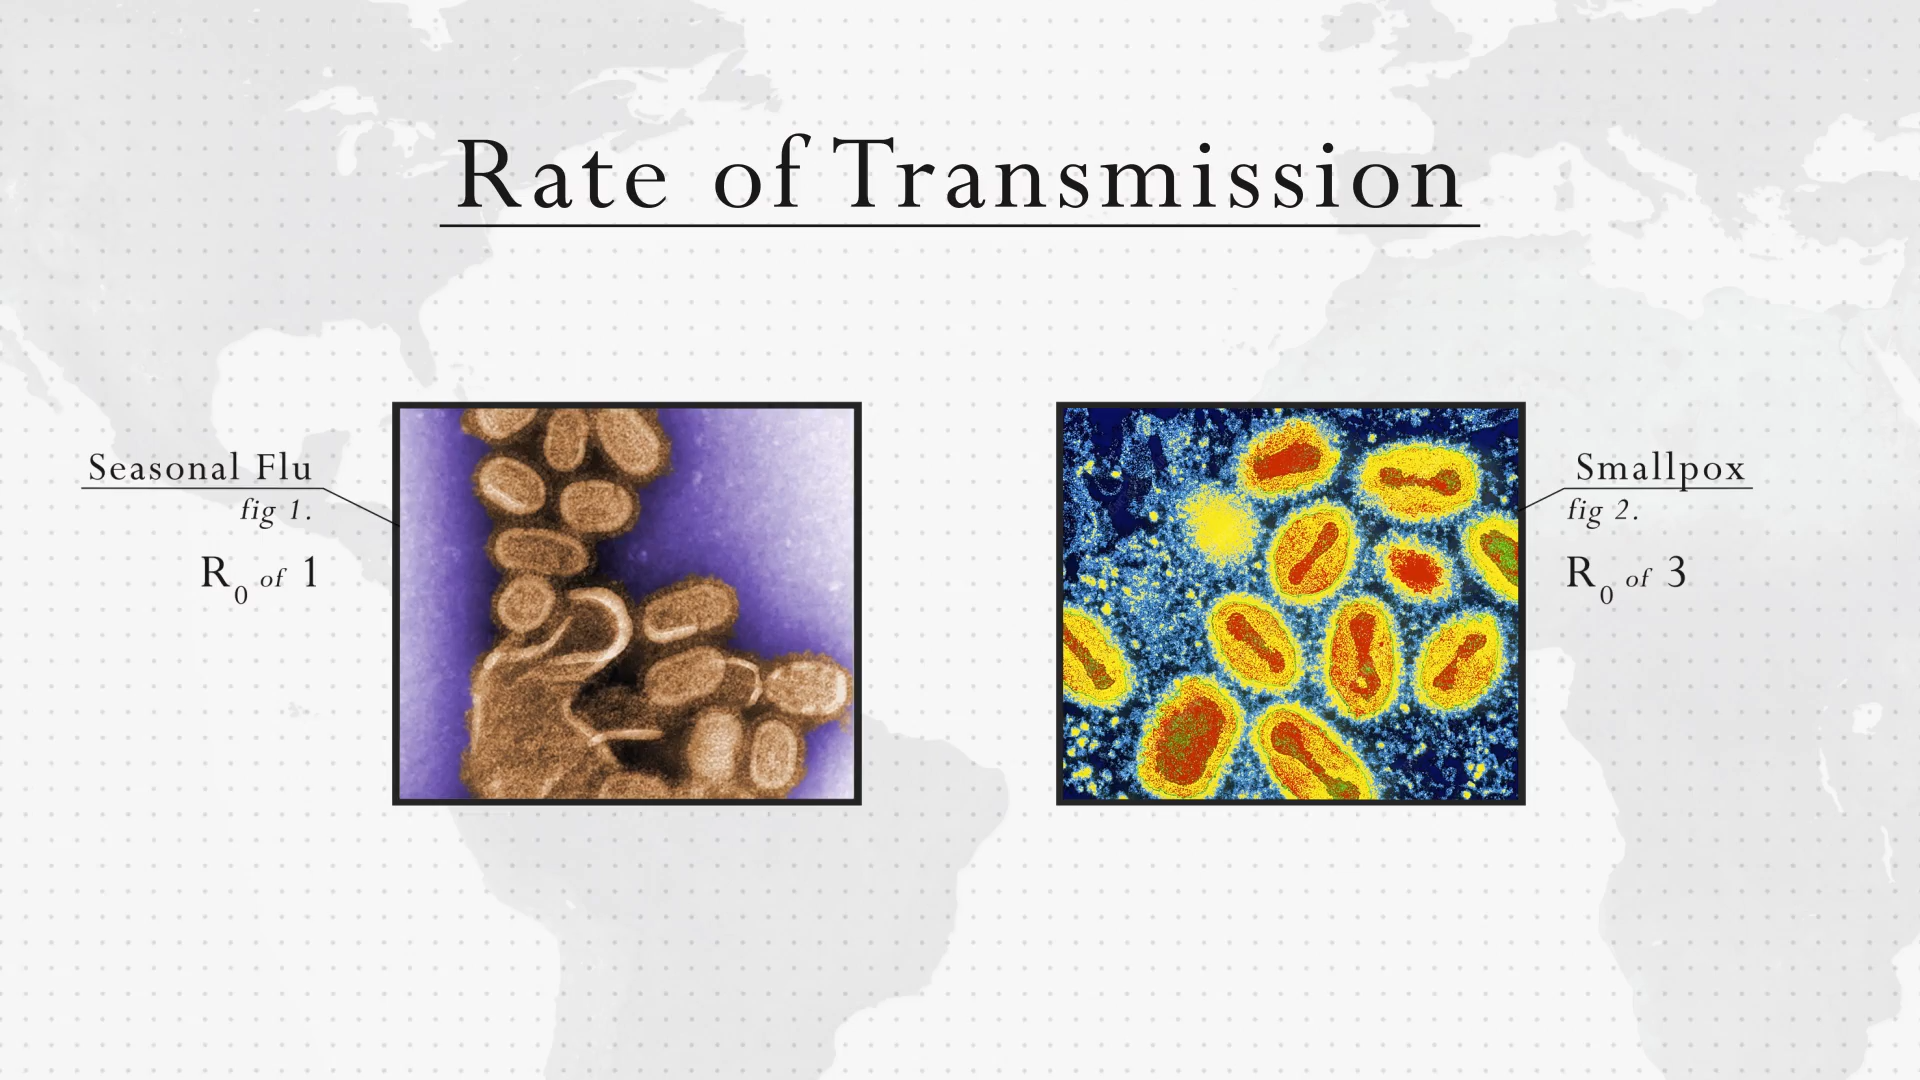 Rate of Transmission
Seasonal Flu
fig 1.
R0 of 1
Smallpox
fig 2.
R0 of 3